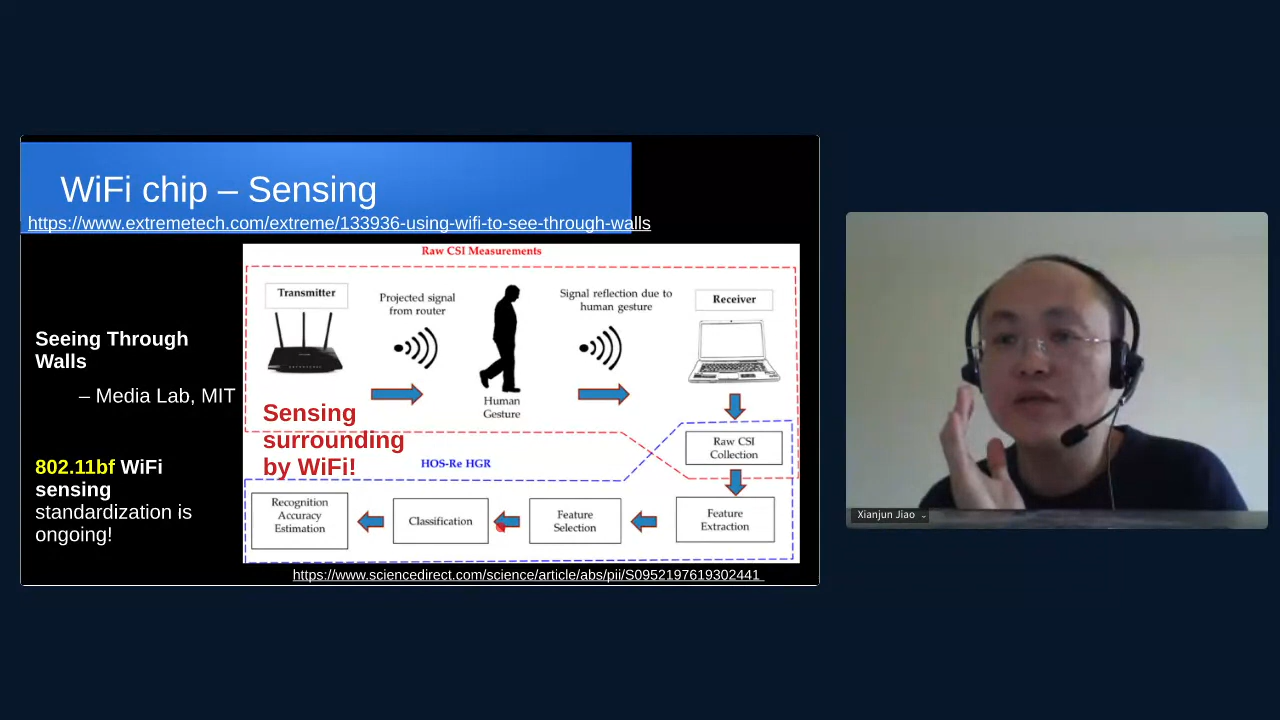 WiFi chip – Sensing
https://www.extremetech.com/extreme/133936-using-wifi-to-see-through-walls
Seeing Through
Walls
– Media Lab, MIT
802.11bf WiFi
sensing
standardization is
ongoing!
Raw CSI Measurements
Transmitter
Projected signal
from router
Signal reflection due to
human gesture
Receiver
Human
Gesture
Sensing
surrounding
by WiFi!
HOS-Re HGR
Raw CSI
Collection
Recognition
Accuracy
Estimation
Classification
Feature
Selection
Feature
Extraction
https://www.sciencedirect.com/science/article/abs/pii/S0952197619302441
Xianjun Jiao